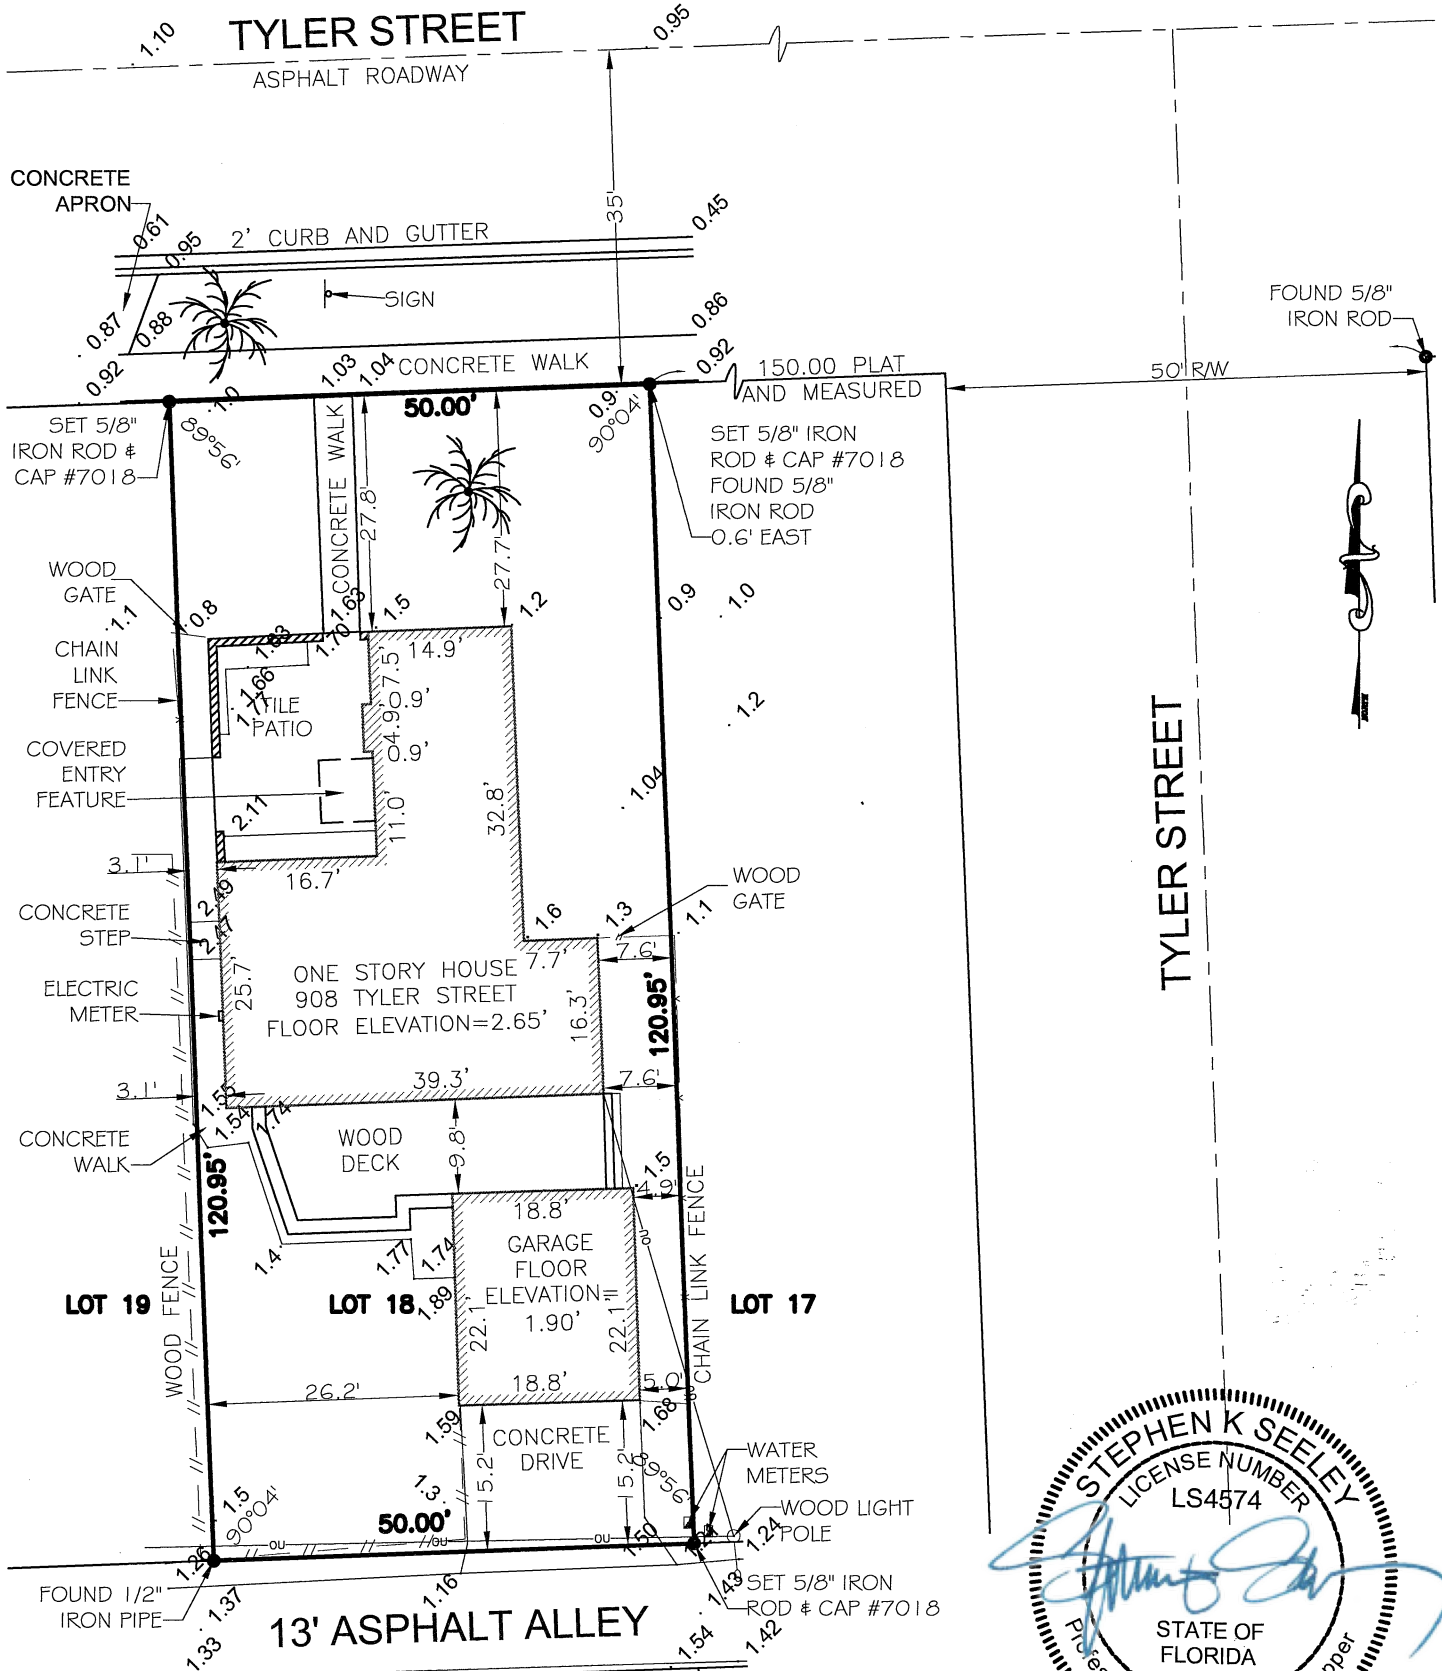 TYLER STREET
ASPHALT ROADWAY
1.10
0.95
35'
CONCRETE
APRON
0.61
0.95
2' CURB AND GUTTER
0.45
SIGN
0.87
0.88
0.86
0.92
1.0
1.03
1.04
CONCRETE WALK
0.92
150.00 PLAT
AND MEASURED
50' R/W
FOUND 5/8"
IRON ROD
SET 5/8"
IRON ROD &
CAP #7018
89°56'
50.00'
0.9
90°04'
SET 5/8" IRON
ROD & CAP #7018
FOUND 5/8"
IRON ROD
0.6' EAST
CONCRETE WALK
27.8'
27.7'
WOOD
GATE
1.1
0.8
1.63
1.5
1.2
0.9
1.0
CHAIN
LINK
FENCE
1.63
1.70
14.9'
7.5'
1.66
1.77
TILE
PATIO
0.9'
4.9'
0.9'
1.2
COVERED
ENTRY
FEATURE
2.11
11.0'
32.8'
1.04
3.1'
16.7'
WOOD
GATE
CONCRETE
STEP
2.49
1.6
1.3
1.1
7.7'
7.6'
ELECTRIC
METER
25.7'
ONE STORY HOUSE
908 TYLER STREET
FLOOR ELEVATION=2.65'
16.3'
120.95'
TYLER STREET
3.1'
39.3'
7.6'
1.55
1.54
1.74
CONCRETE
WALK
WOOD
DECK
9.8'
1.5
4.9'
120.95'
18.8'
1.4
1.77
1.74
1.89
GARAGE
FLOOR
ELEVATION=
1.90'
22.1'
22.1'
CHAIN LINK FENCE
LOT 19
WOOD FENCE
LOT 18
LOT 17
26.2'
18.8'
5.0'
1.59
1.68
CONCRETE
DRIVE
15.2'
15.2'
89°56'
WATER
METERS
WOOD LIGHT
POLE
1.5
90°04'
1.3
50.00'
OU
OU
OU
1.50
1.24
1.26
FOUND 1/2"
IRON PIPE
1.37
1.33
1.16
1.43
SET 5/8" IRON
ROD & CAP #7018
13' ASPHALT ALLEY
1.54
1.42
STEPHEN K SEELEY
LICENSE NUMBER
LS4574
STATE OF
FLORIDA